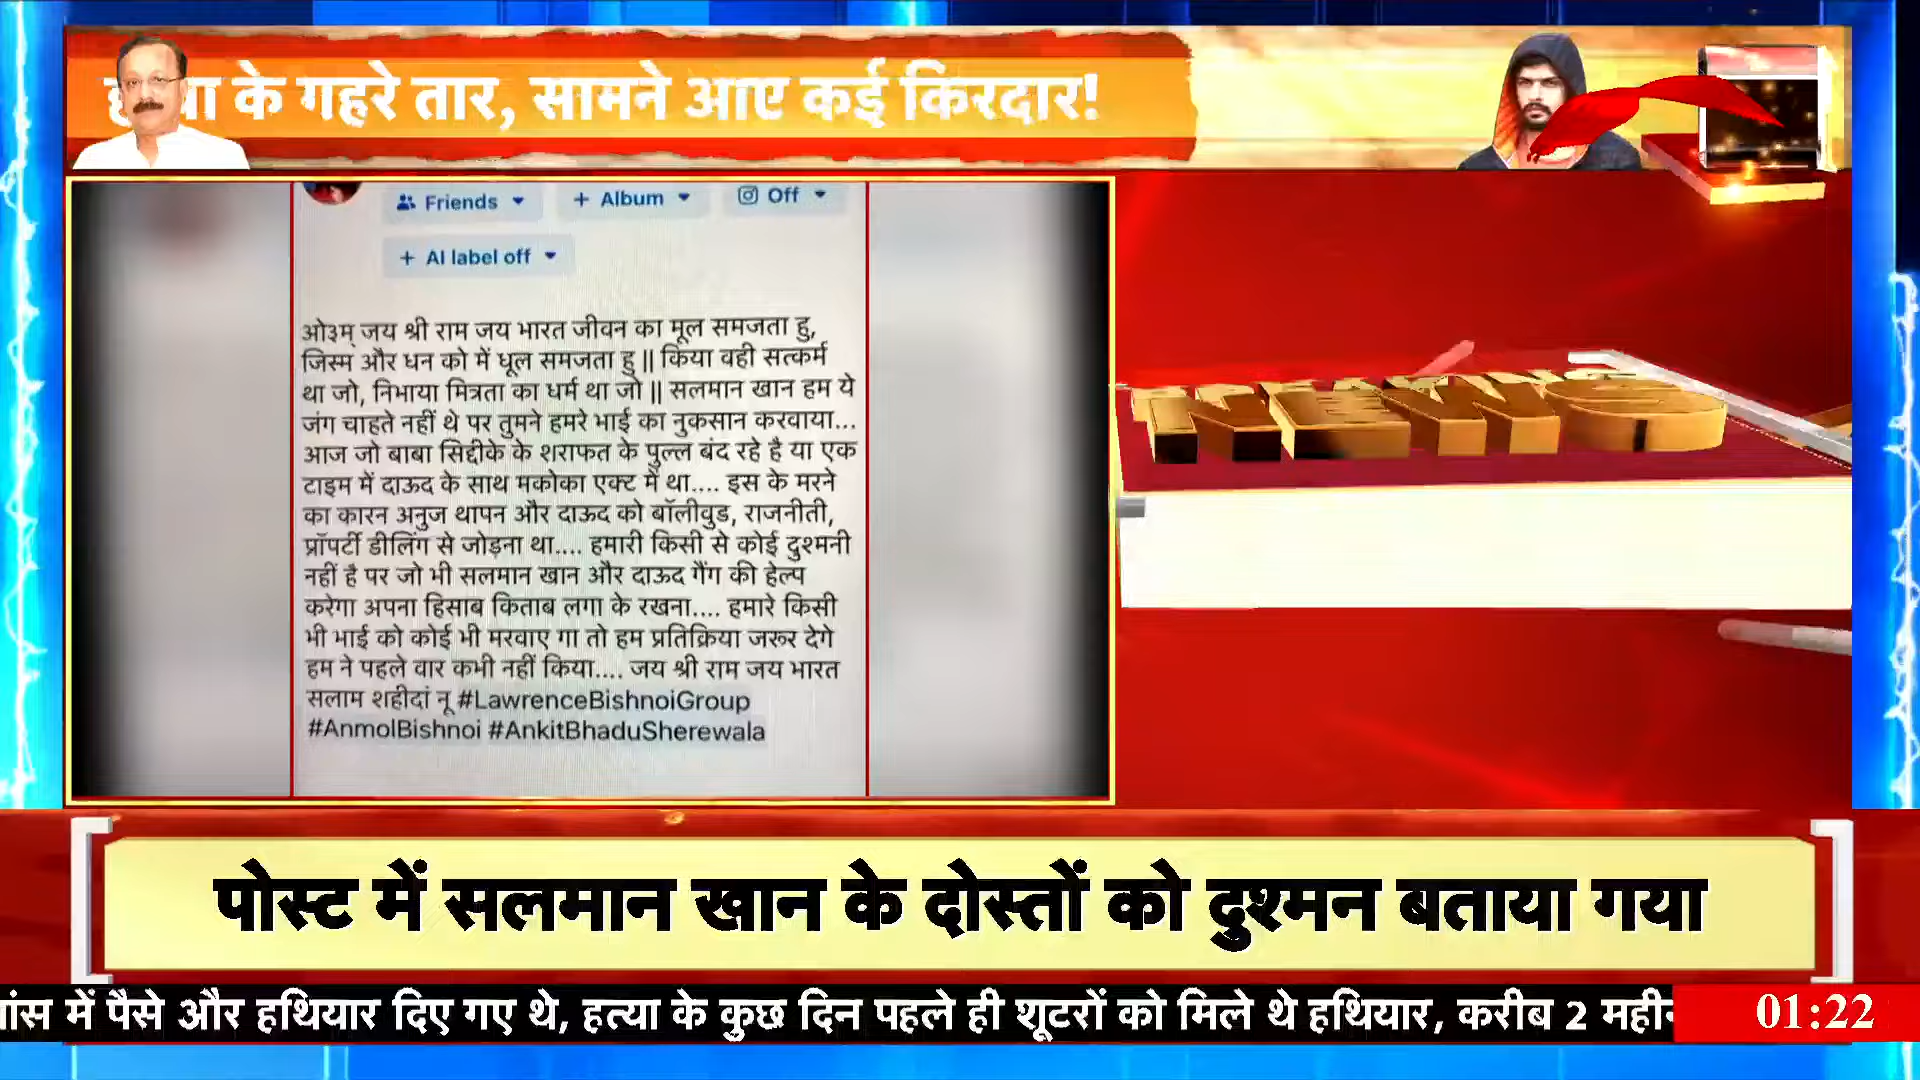 के गहरे तार, सामने आए कई किरदार!
Friends
+ Album
Off
+ AI label off
ओ३म् जय श्री राम जय भारत जीवन का मूल समजता हु,
जिस्म और धन को में धूल समजता हु || किया वही सत्कर्म
था जो, निभाया मित्रता का धर्म था जो || सलमान खान हम ये
जंग चाहते नहीं थे पर तुमने हमरे भाई का नुकसान करवाया...
आज जो बाबा सिद्दीके के शराफत के पुल्ल बंद रहे है या एक
टाइम में दाऊद के साथ मकोका एक्ट में था.... इस के मरने
का कारन अनुज थापन और दाऊद को बॉलीवुड, राजनीती,
प्रॉपर्टी डीलिंग से जोड़ना था.... हमारी किसी से कोई दुश्मनी
नहीं है पर जो भी सलमान खान और दाऊद गैंग की हेल्प
करेगा अपना हिसाब किताब लगा के रखना.... हमारे किसी
भी भाई को कोई भी मरवाए गा तो हम प्रतिक्रिया जरूर देगे
हम ने पहले वार कभी नहीं किया.... जय श्री राम जय भारत
सलाम शहीदां नू #LawrenceBishnoiGroup
#AnmolBishnoi #AnkitBhaduSherewala
NEWS
पोस्ट में सलमान खान के दोस्तों को दुश्मन बताया गया
में पैसे और हथियार दिए गए थे, हत्या के कुछ दिन पहले ही शूटरों को मिले थे हथियार, करीब 2
01:22